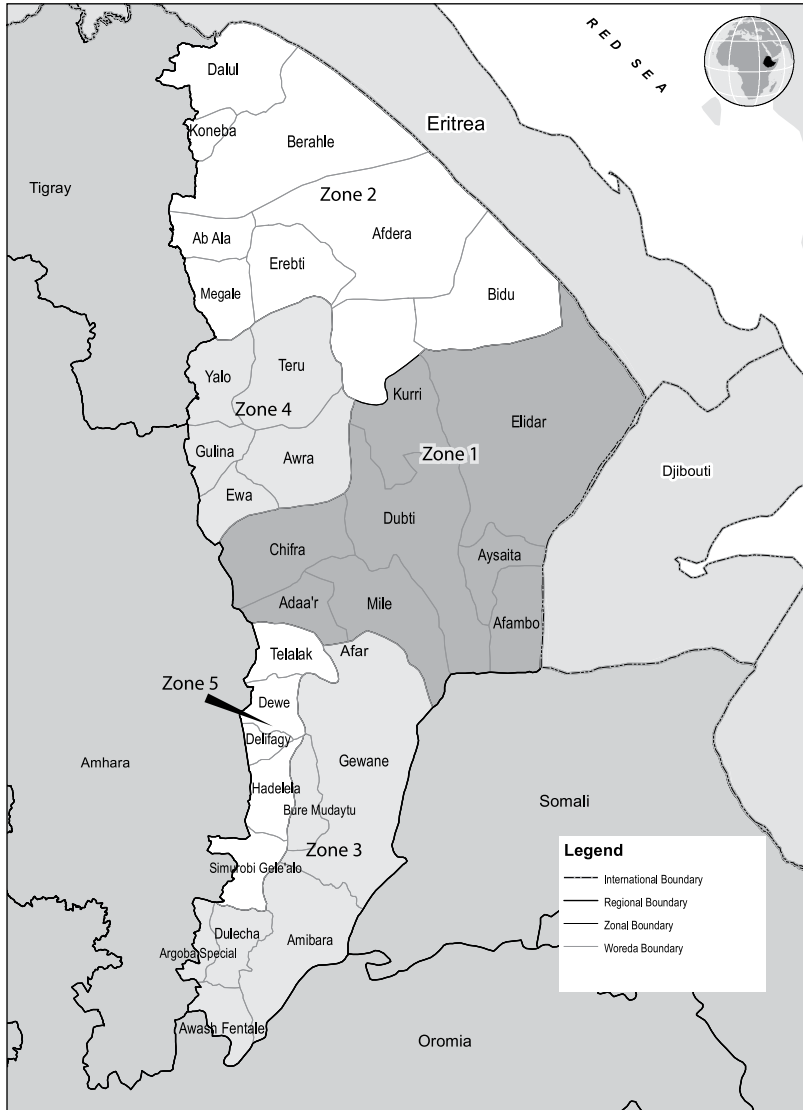 RED SEA
Dalul
Koneba
Eritrea
Berahle
Tigray
Zone 2
Ab Ala
Afdera
Erebti
Megale
Bidu
Teru
Yalo
Kurri
Zone 4
Elidar
Gulina
Awra
Zone 1
Djibouti
Ewa
Dubti
Chifra
Aysaita
Adaa'r
Mile
Afambo
Telalak
Afar
Zone 5
Dewe
Delifagy
Amhara
Gewane
Hadelela
Bure Mudaytu
Somali
Zone 3
Simurobi Gele'alo
Dulecha
Amibara
Argoba Special
Awash Fentale
Oromia
Legend
International Boundary
Regional Boundary
Zonal Boundary
Woreda Boundary